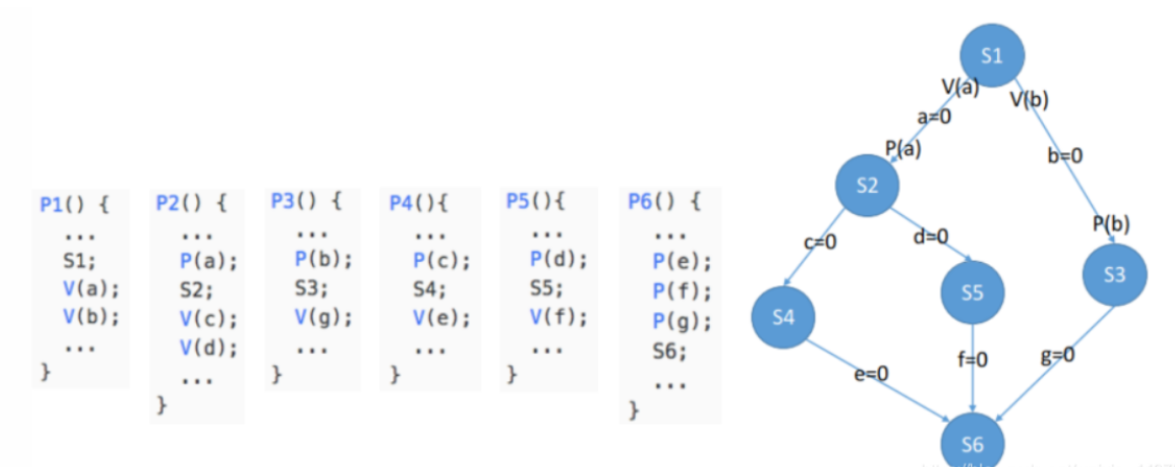 P1() {
...
S1;
V(a);
V(b);
...
}
P2() {
...
P(a);
S2;
V(c);
V(d);
...
}
P3() {
...
P(b);
S3;
V(g);
...
}
P4(){
...
P(c);
S4;
V(e);
...
}
P5(){
...
P(d);
S5;
V(f);
...
}
P6() {
...
P(e);
P(f);
P(g);
S6;
...
}
S1
V(a)
V(b)
a=0
P(a)
b=0
S2
P(b)
c=0
d=0
S3
S5
S4
f=0
g=0
e=0
S6